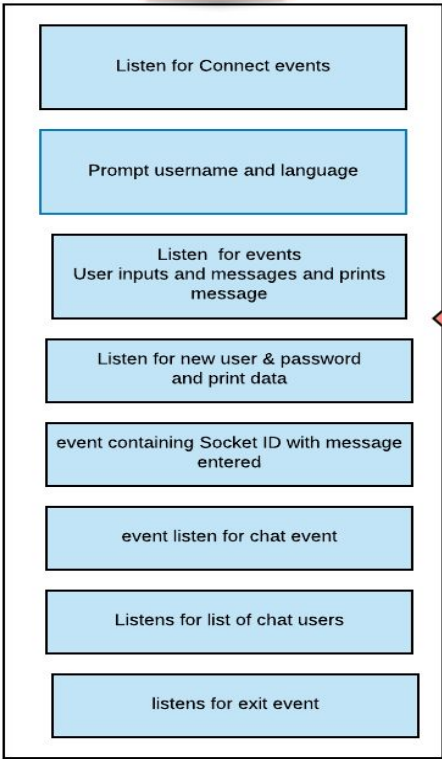 Listen for Connect events
Prompt username and language
Listen for events
User inputs and messages and prints
message
Listen for new user & password
and print data
event containing Socket ID with message
entered
event listen for chat event
Listens for list of chat users
listens for exit event